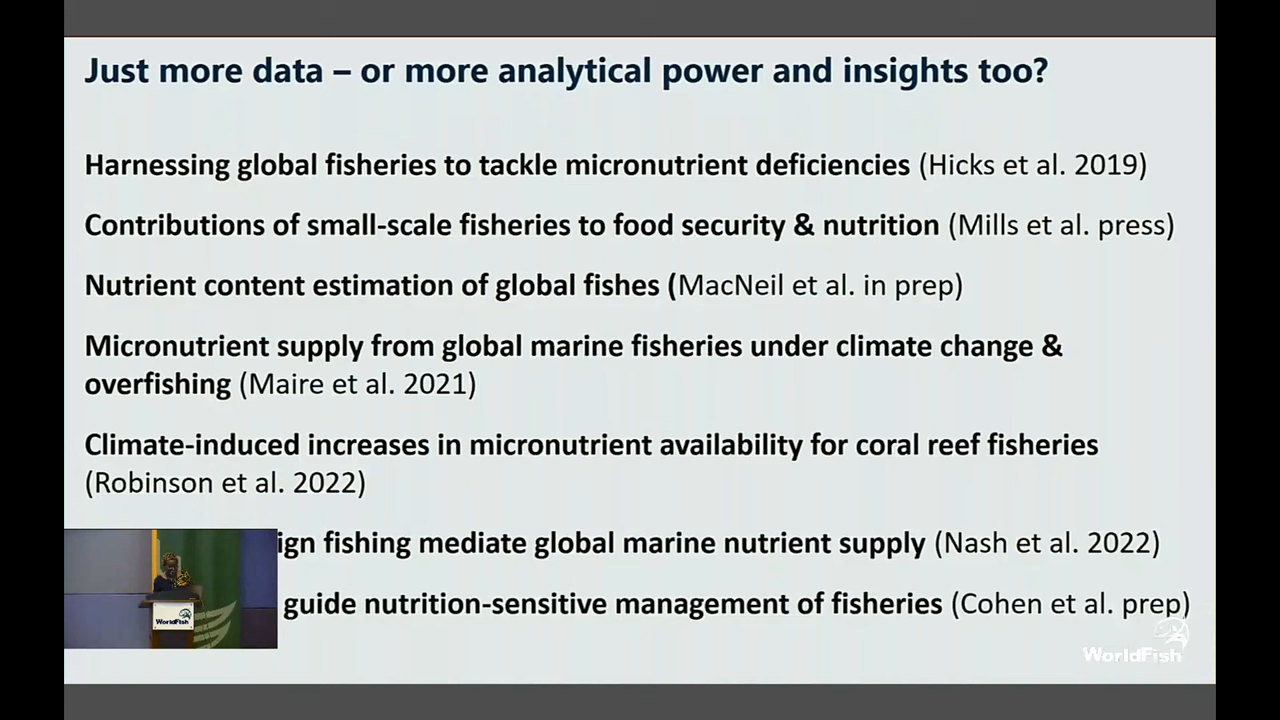 Just more data – or more analytical power and insights too?
Harnessing global fisheries to tackle micronutrient deficiencies (Hicks et al. 2019)
Contributions of small-scale fisheries to food security & nutrition (Mills et al. press)
Nutrient content estimation of global fishes (MacNeil et al. in prep)
Micronutrient supply from global marine fisheries under climate change &
overfishing (Maire et al. 2021)
Climate-induced increases in micronutrient availability for coral reef fisheries
(Robinson et al. 2022)
ign fishing mediate global marine nutrient supply (Nash et al. 2022)
guide nutrition-sensitive management of fisheries (Cohen et al. prep)
WorldFish
WorldFish